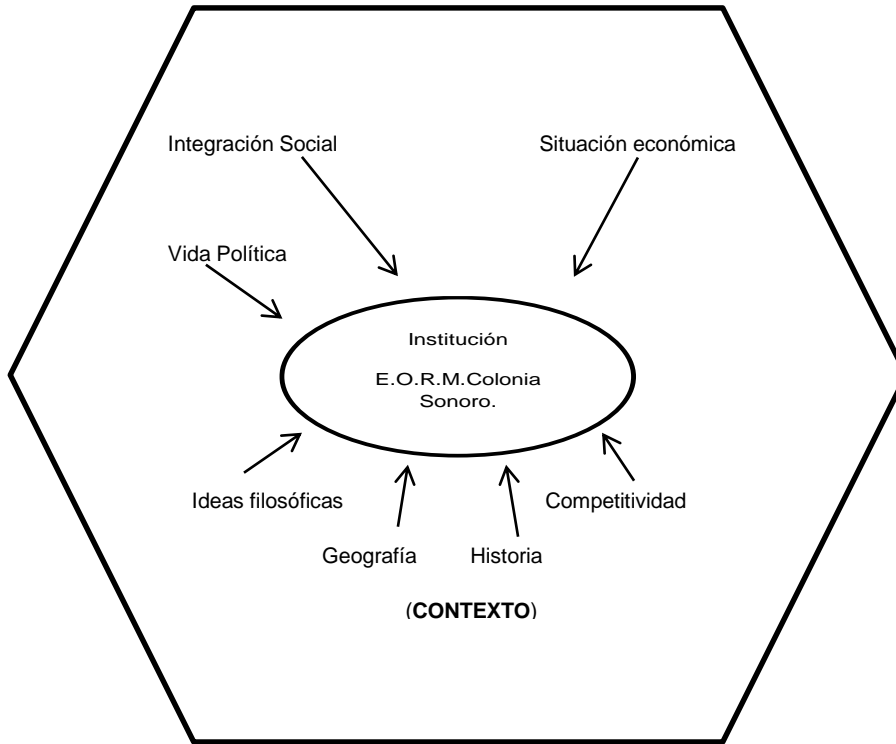 Integración Social
Situación económica
Vida Política
Institución
E.O.R.M.Colonia
Sonoro.
Ideas filosóficas
Competitividad
Geografía
Historia
(CONTEXTO)